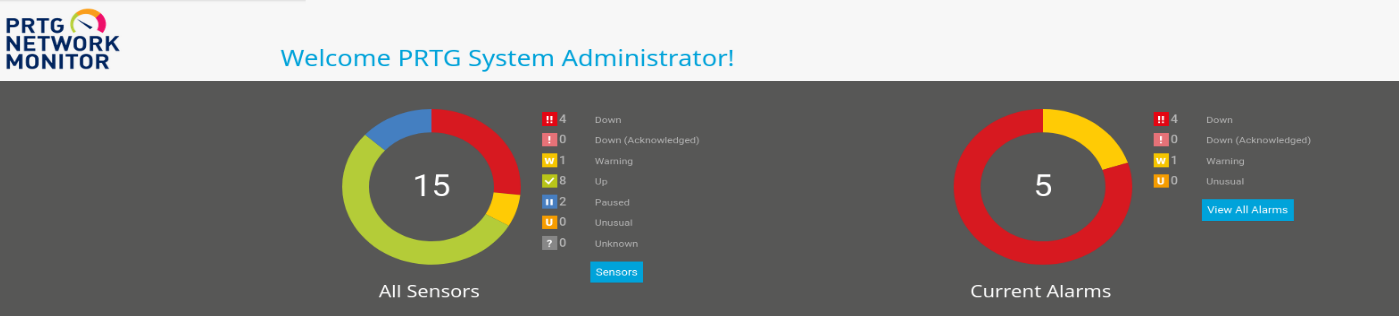 PRTG
NETWORK
MONITOR
Welcome PRTG System Administrator!
15
!! 4 Down
! 0 Down (Acknowledged)
W 1 Warning
8 Up
2 Paused
U 0 Unusual
? 0 Unknown
Sensors
All Sensors
5
!! 4 Down
! 0 Down (Acknowledged)
W 1 Warning
U 0 Unusual
View All Alarms
Current Alarms